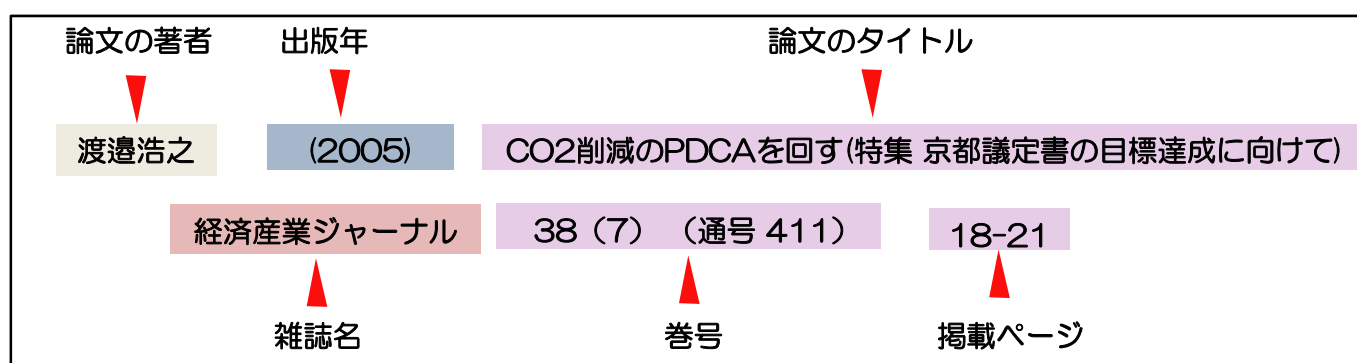 論文の著者 出版年 論文のタイトル
渡邉浩之 (2005) CO2削減のPDCAを回す(特集 京都議定書の目標達成に向けて)
経済産業ジャーナル 38（7）（通号 411） 18-21
雑誌名 巻号 掲載ページ